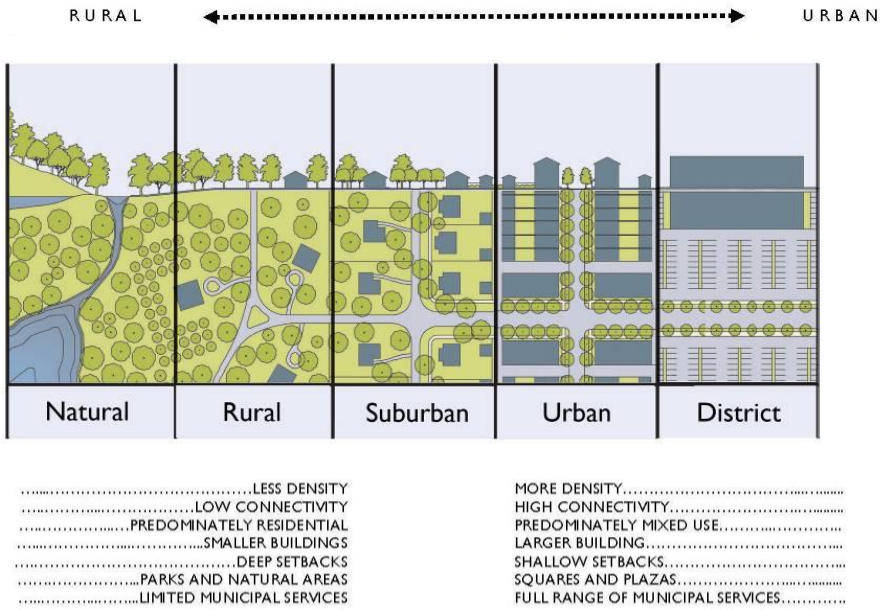 RURAL URBAN
Natural Rural Suburban Urban District
......................................................LESS DENSITY
......................................LOW CONNECTIVITY
........................PREDOMINATELY RESIDENTIAL
........................................SMALLER BUILDINGS
..................................................DEEP SETBACKS
..........................PARKS AND NATURAL AREAS
..........................LIMITED MUNICIPAL SERVICES
MORE DENSITY..................................................
HIGH CONNECTIVITY.......................................
PREDOMINATELY MIXED USE...........................
LARGER BUILDING............................................
SHALLOW SETBACKS........................................
SQUARES AND PLAZAS.....................................
FULL RANGE OF MUNICIPAL SERVICES.............